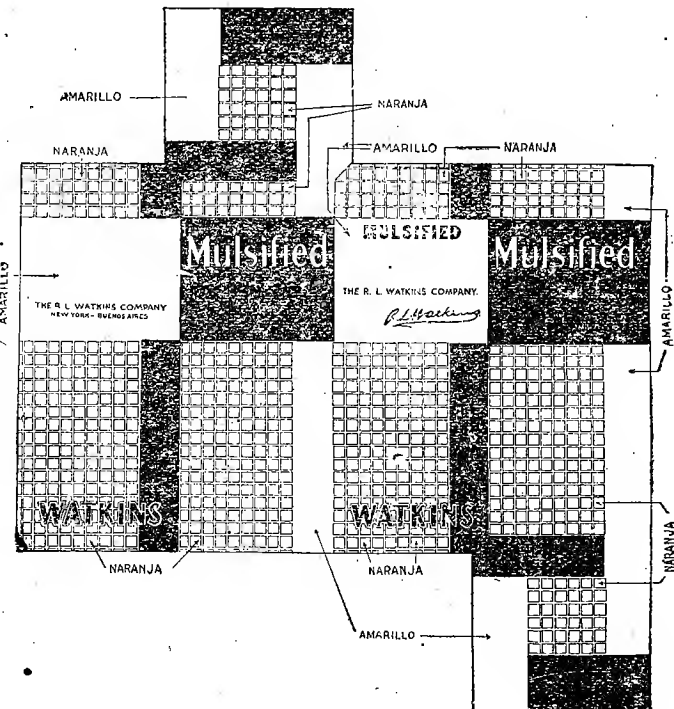 AMARILLO
NARANJA
NARANJA
AMARILLO
NARANJA
MULSIFIED
Mulsified
Mulsified
AMARILLO
THE R. L. WATKINS COMPANY.
THE R. L. WATKINS COMPANY
NEW YORK - BUENOS AIRES
R.L. Watkins
AMARILLO
WATKINS
WATKINS
NARANJA
NARANJA
NARANJA
AMARILLO